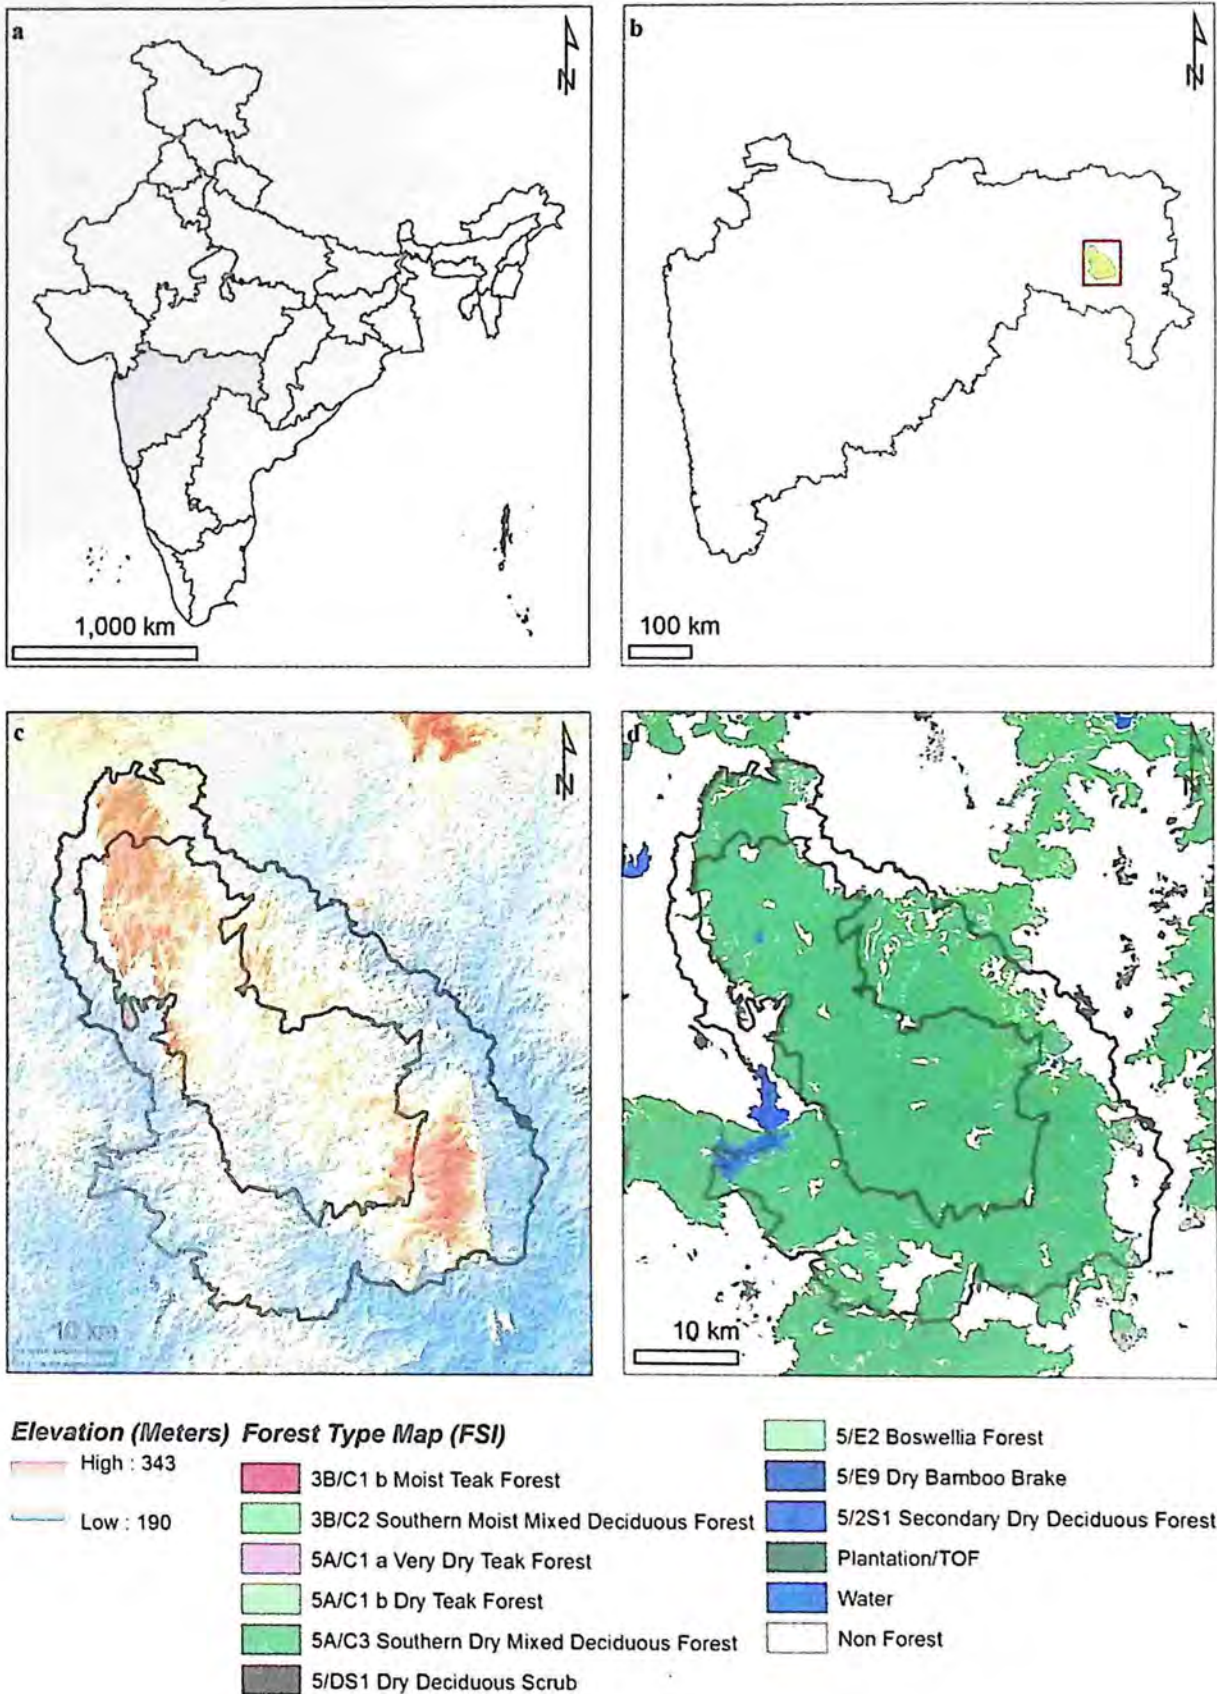 a
N
1,000 km
b
N
100 km
c
N
10 km
d
N
10 km
Elevation (Meters)
High : 343
Low : 190
Forest Type Map (FSI)
3B/C1 b Moist Teak Forest
3B/C2 Southern Moist Mixed Deciduous Forest
5A/C1 a Very Dry Teak Forest
5A/C1 b Dry Teak Forest
5A/C3 Southern Dry Mixed Deciduous Forest
5/DS1 Dry Deciduous Scrub
5/E2 Boswellia Forest
5/E9 Dry Bamboo Brake
5/2S1 Secondary Dry Deciduous Forest
Plantation/TOF
Water
Non Forest